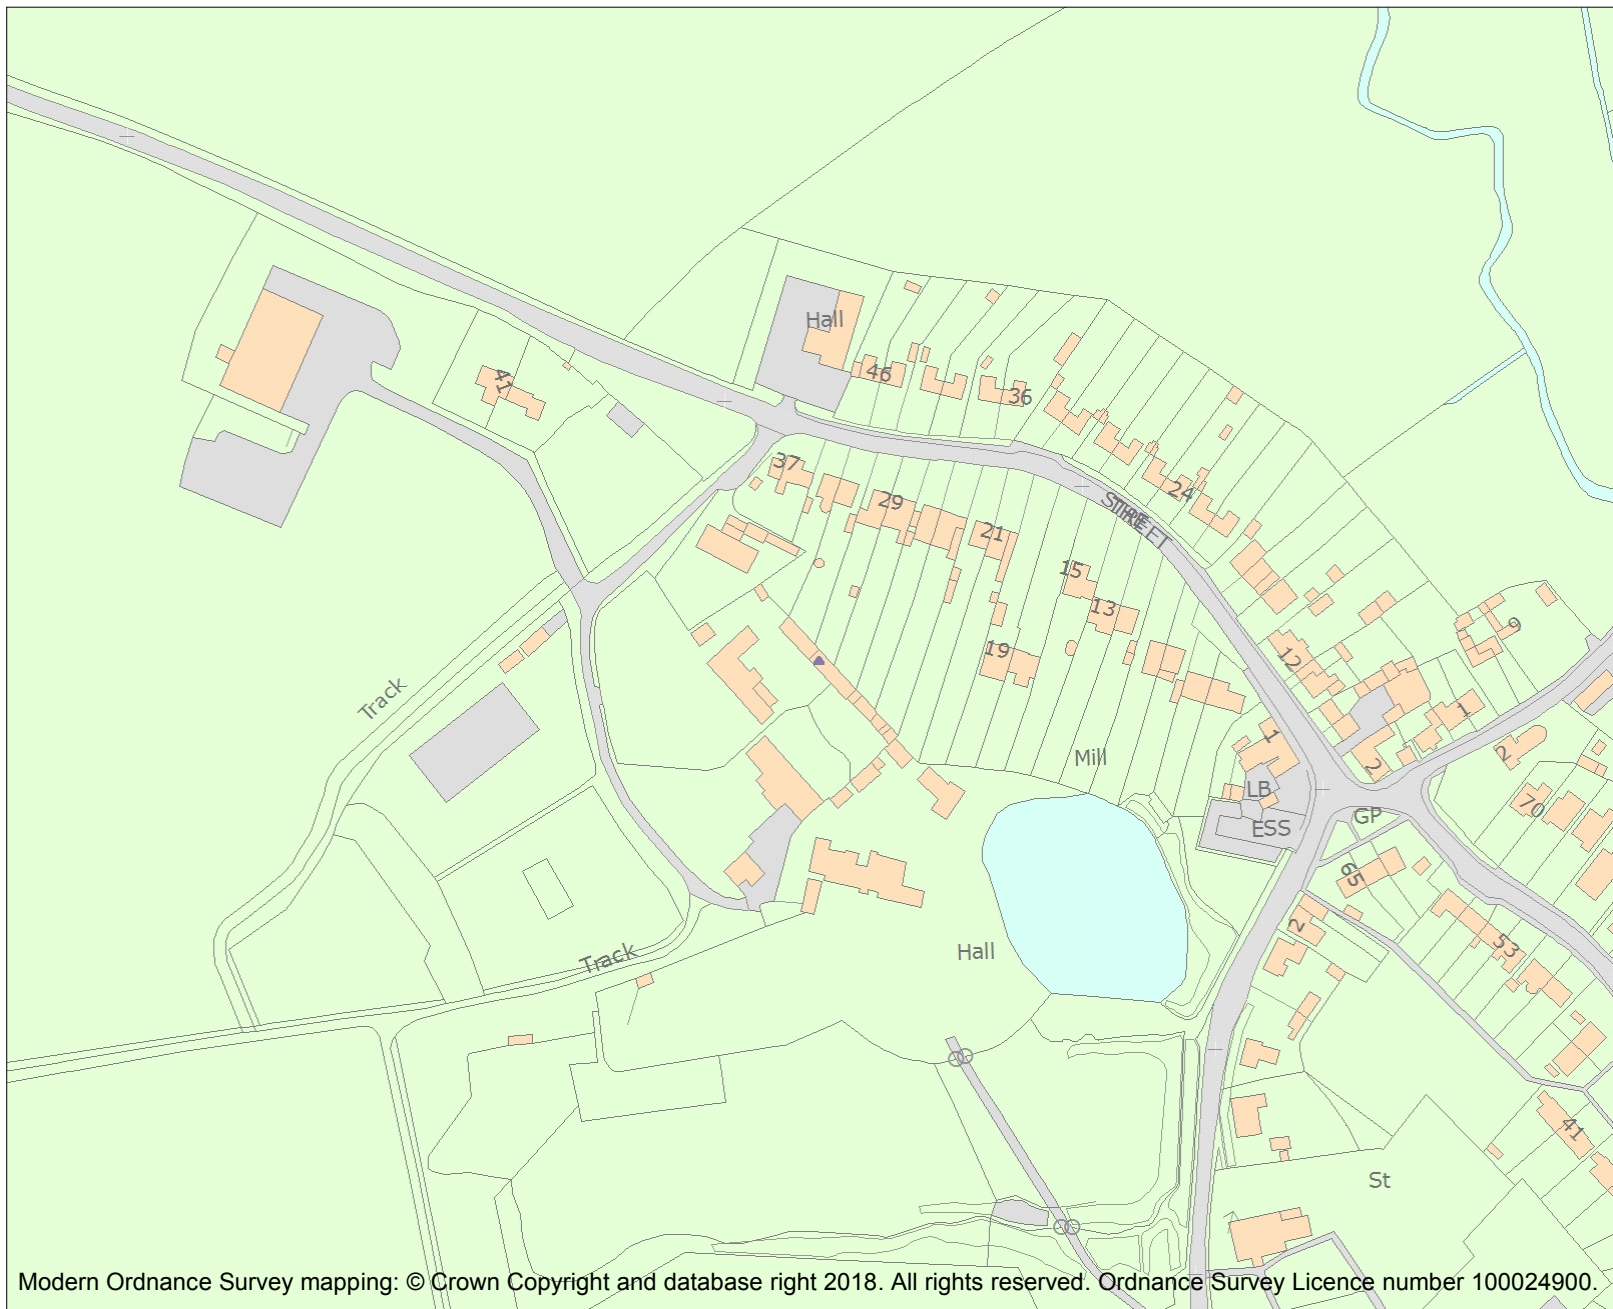 Hall
46
36
41
37
29
24
THE
STREET
21
15
13
19
9
12
Track
1
1
2
2
Mill
LB
ESS
GP
70
65
2
53
Hall
Track
41
St
Modern Ordnance Survey mapping: © Crown Copyright and database right 2018. All rights reserved. Ordnance Survey Licence number 100024900.